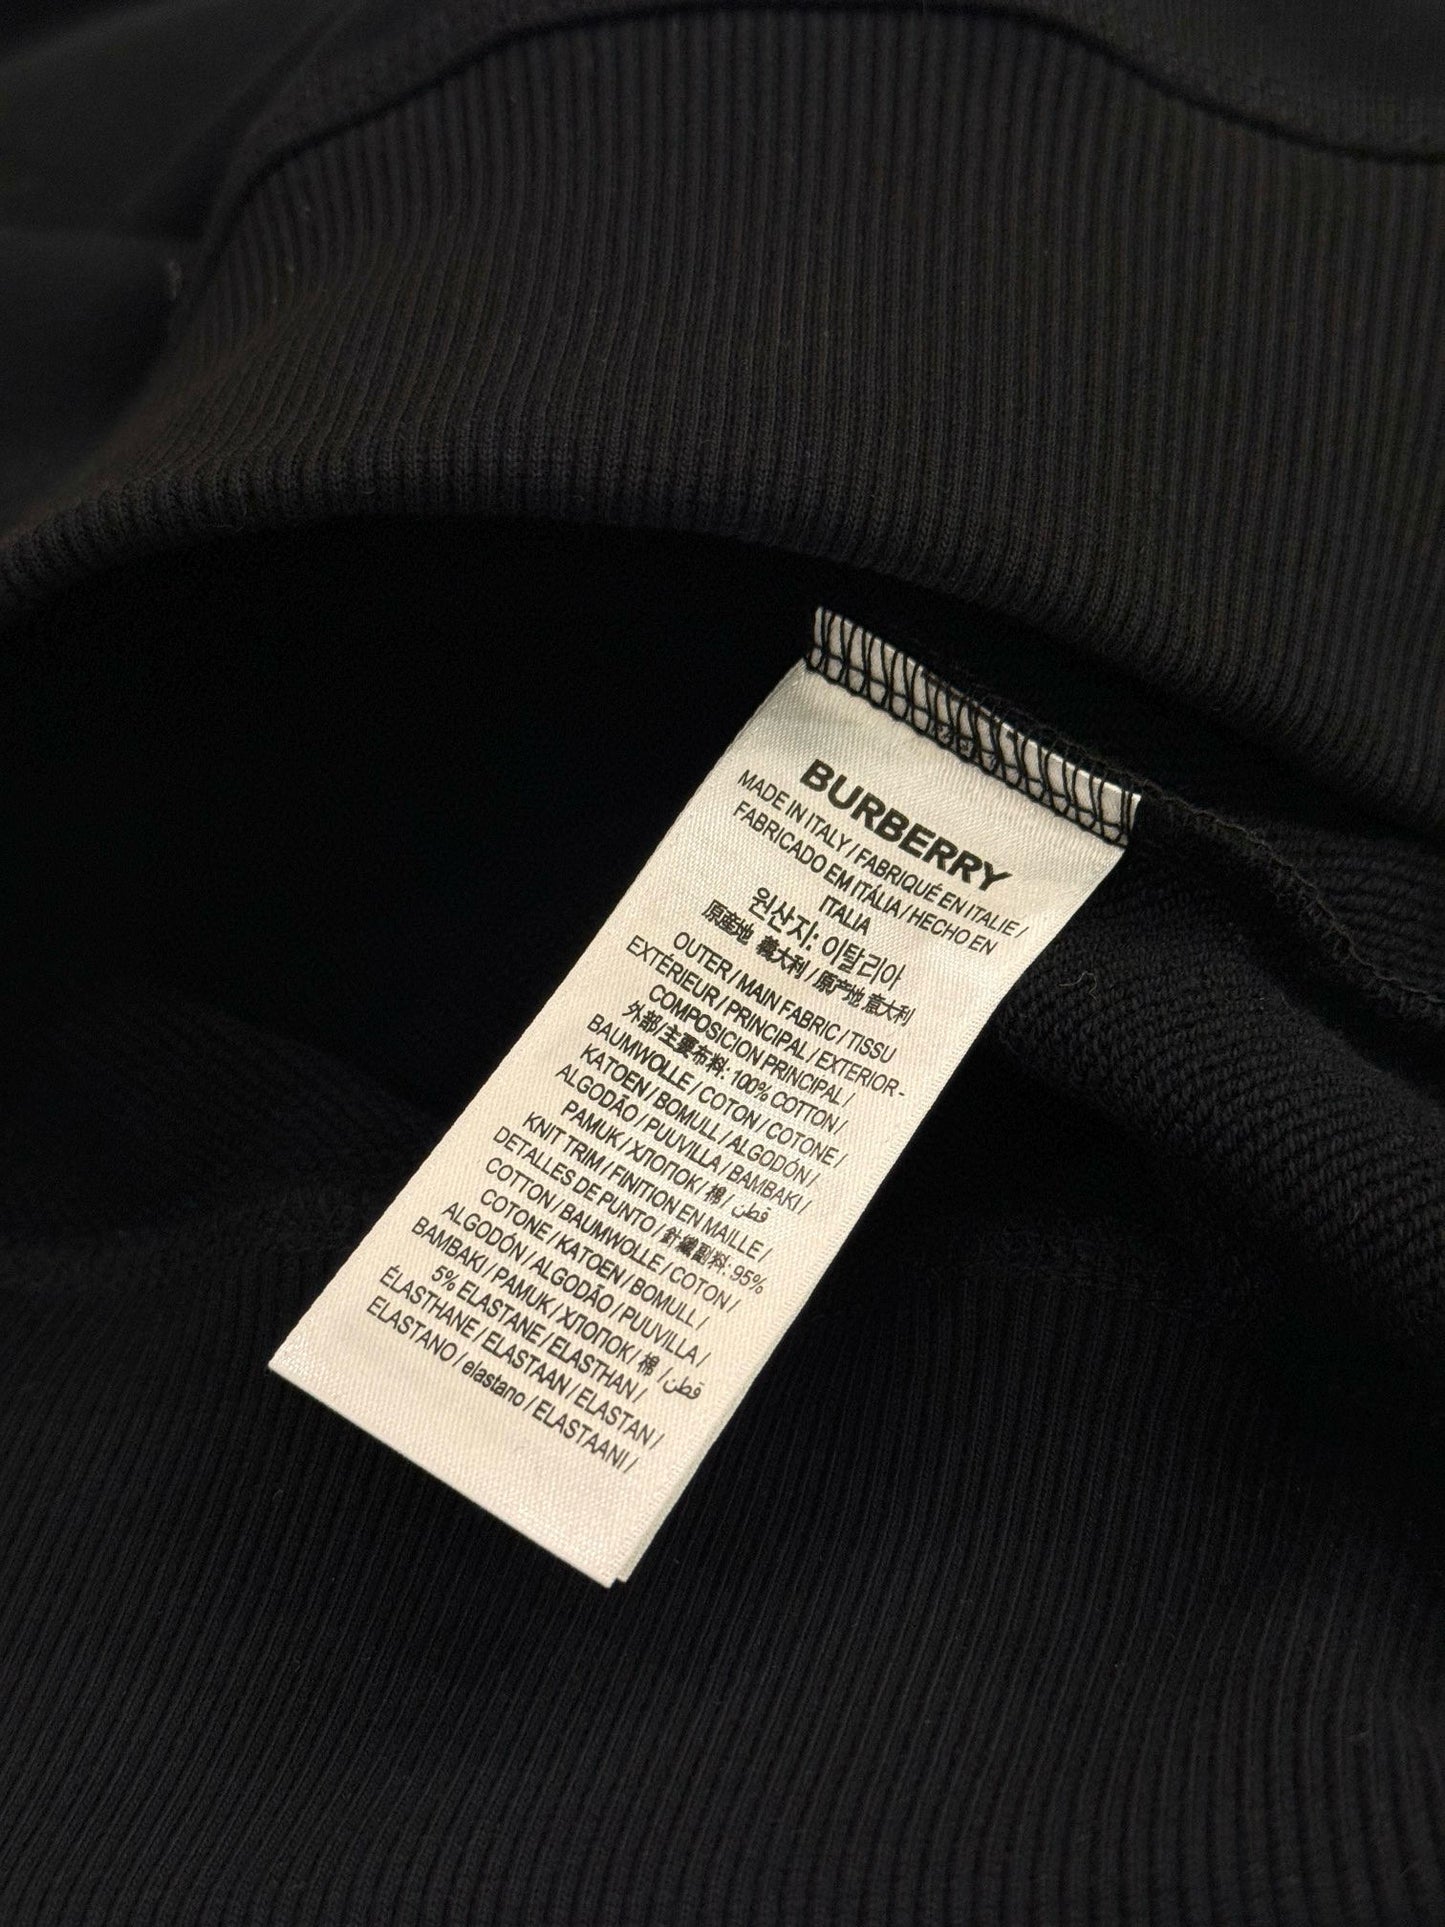 BURBERRY
MADE IN ITALY / FABRIQUÉ EN ITALIE /
FABRICADO EM ITÁLIA / HECHO EN
ITALIA
원산지: 이탈리아
原産地 義大利 / 原产地 意大利
OUTER / MAIN FABRIC / TISSU
EXTÉRIEUR / PRINCIPAL / EXTERIOR -
COMPOSICION PRINCIPAL /
外部/主要布料: 100% COTTON /
BAUMWOLLE / COTON / COTONE /
KATOEN / BOMULL / ALGODÓN /
ALGODÃO / PUUVILLA / BAMBAKI /
PAMUK / ХЛОПОК / 棉 / قطن
KNIT TRIM / FINITION EN MAILLE /
DETALLES DE PUNTO / 針織副料: 95%
COTTON / BAUMWOLLE / COTON /
COTONE / KATOEN / BOMULL /
ALGODÓN / ALGODÃO / PUUVILLA /
BAMBAKI / PAMUK / ХЛОПОК / 棉 / قطن
5% ELASTANE / ELASTHAN /
ÉLASTHANE / ELASTAAN / ELASTAN /
ELASTANO / elastano / ELASTAANI /